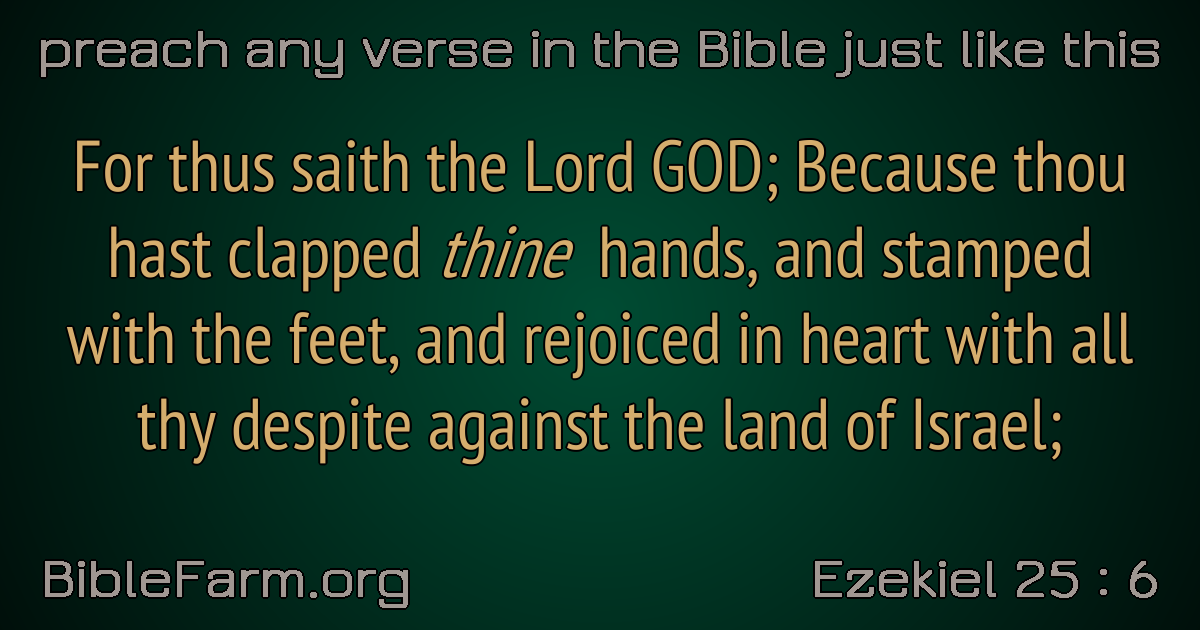 preach any verse in the Bible just like this
For thus saith the Lord GOD; Because thou
hast clapped thine hands, and stamped
with the feet, and rejoiced in heart with all
thy despite against the land of Israel;
BibleFarm.org
Ezekiel 25 : 6